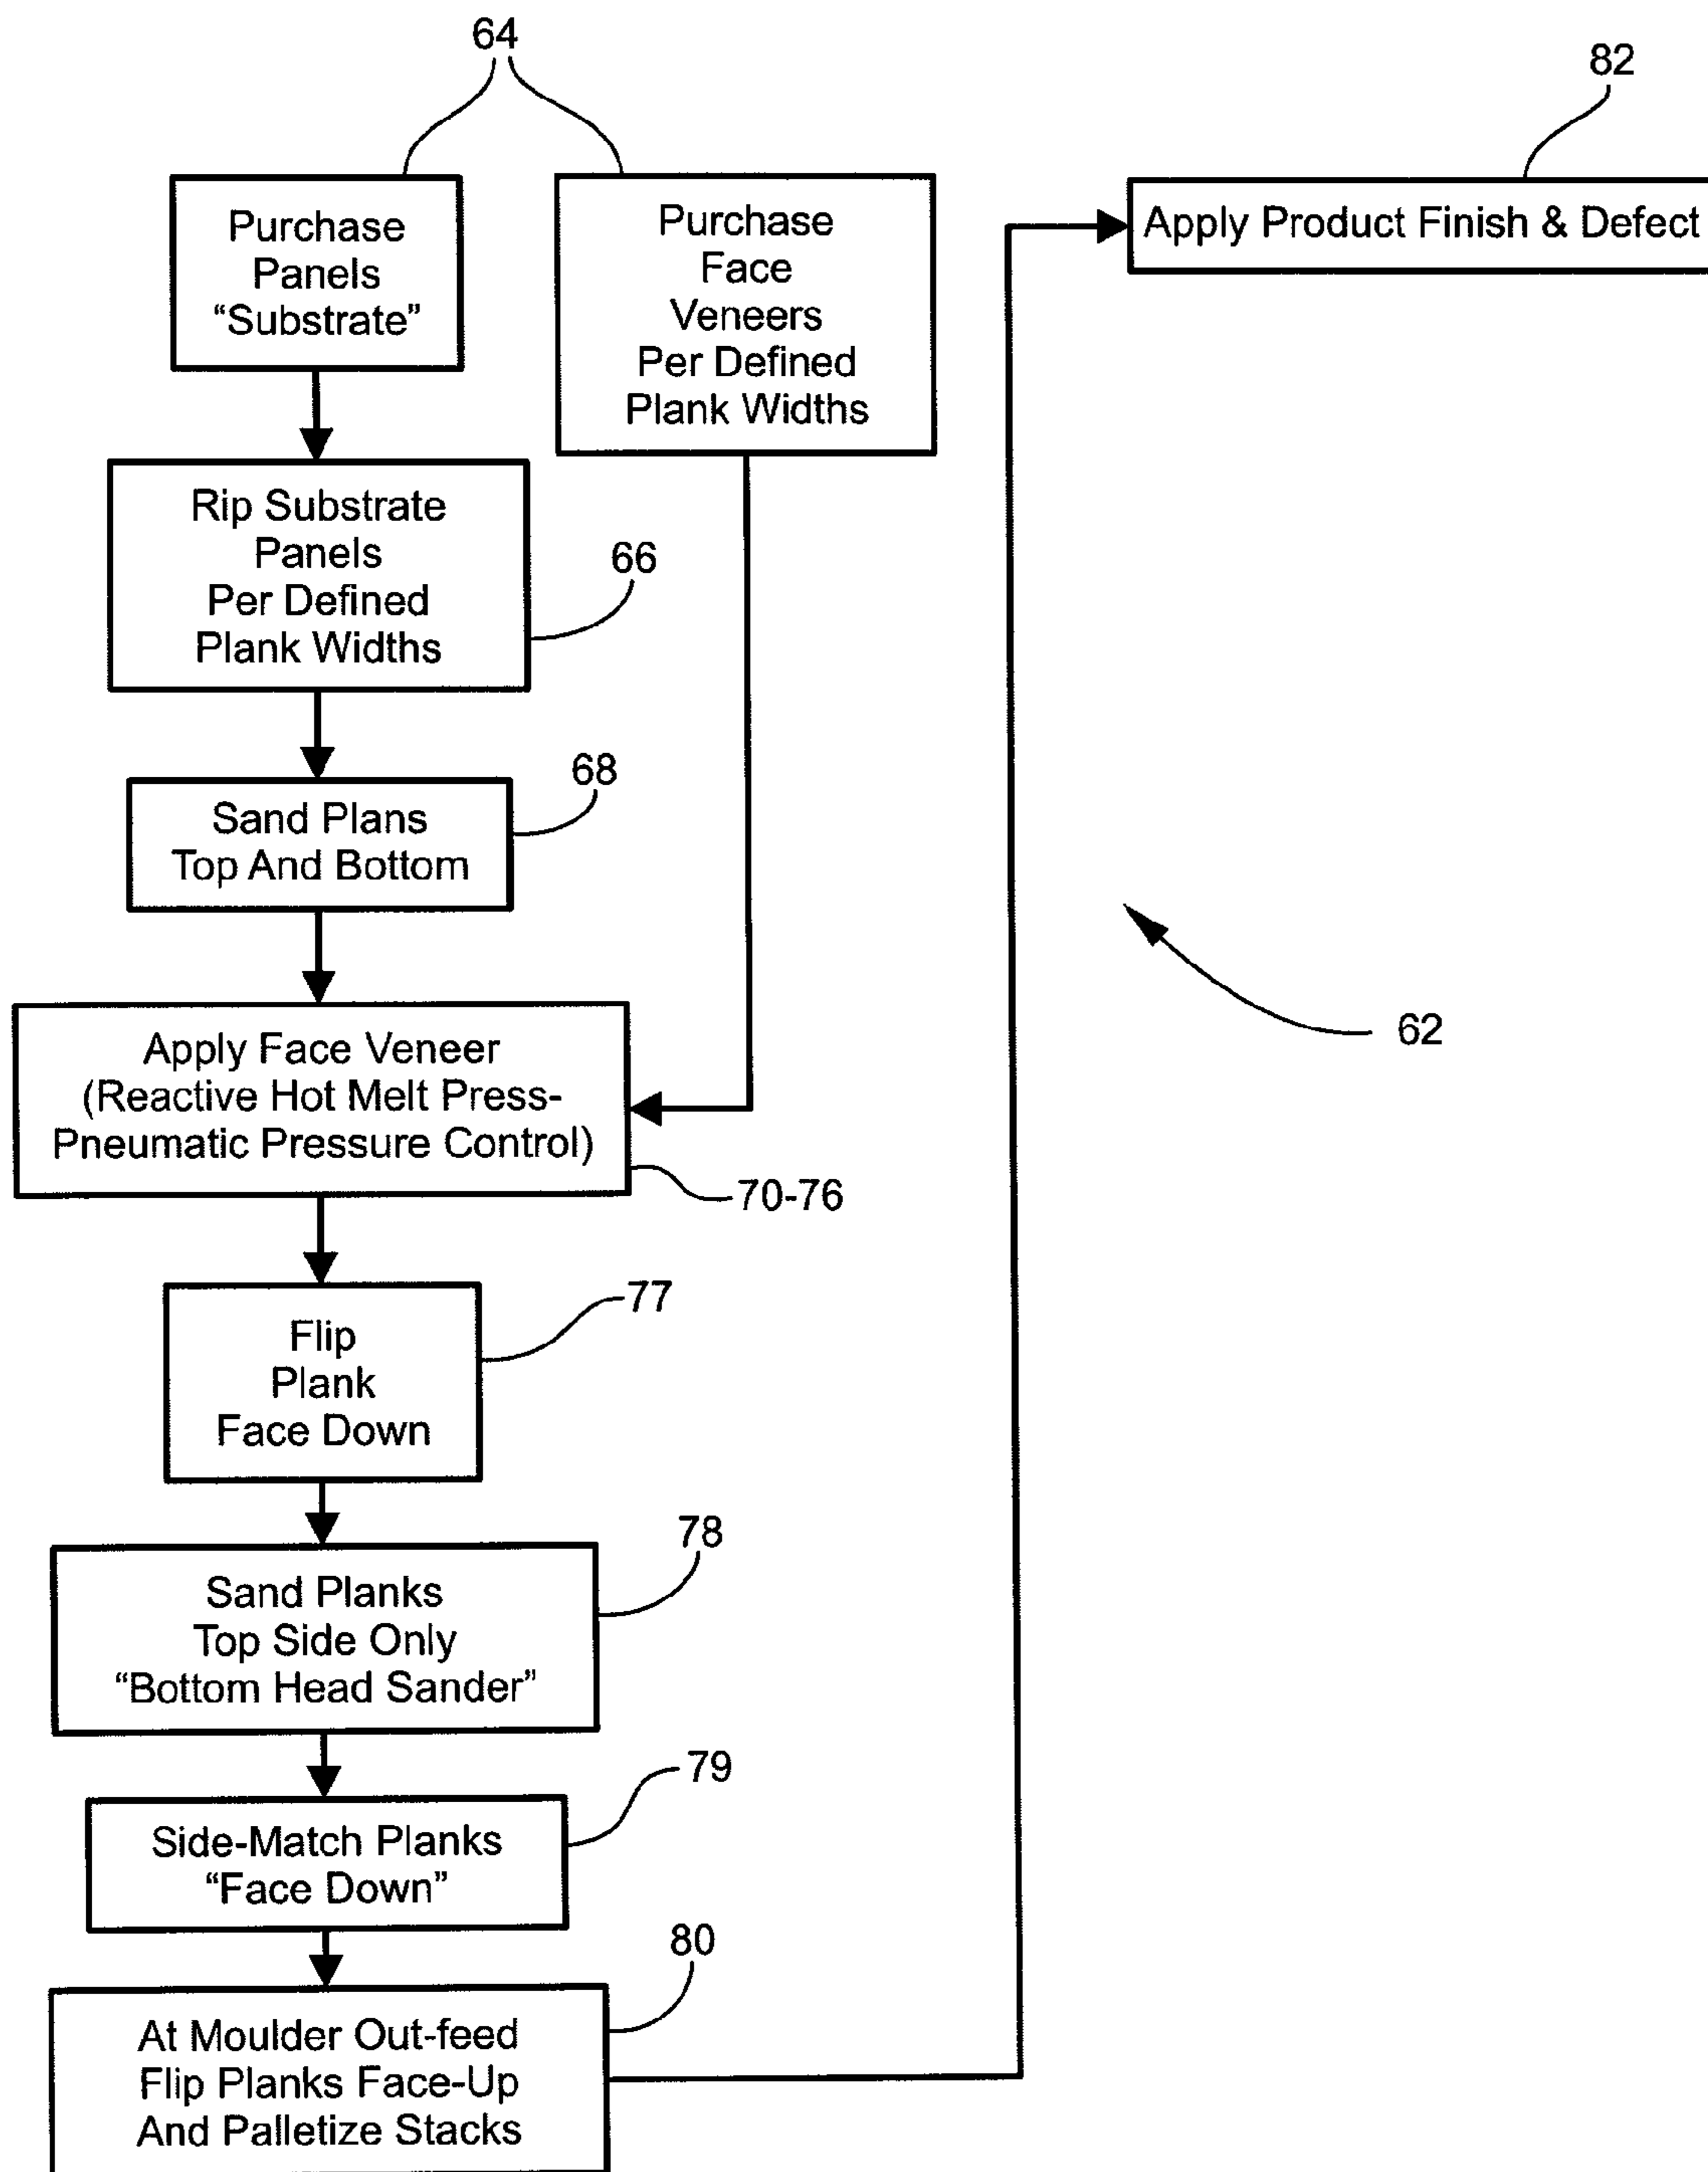 64
Purchase
Panels
“Substrate”
Purchase
Face
Veneers
Per Defined
Plank Widths
Rip Substrate
Panels
Per Defined
Plank Widths
66
Sand Plans
Top And Bottom
68
Apply Face Veneer
(Reactive Hot Melt Press-
Pneumatic Pressure Control)
70-76
Flip
Plank
Face Down
77
Sand Planks
Top Side Only
“Bottom Head Sander”
78
Side-Match Planks
“Face Down”
79
At Moulder Out-feed
Flip Planks Face-Up
And Palletize Stacks
80
82
Apply Product Finish & Defect
62